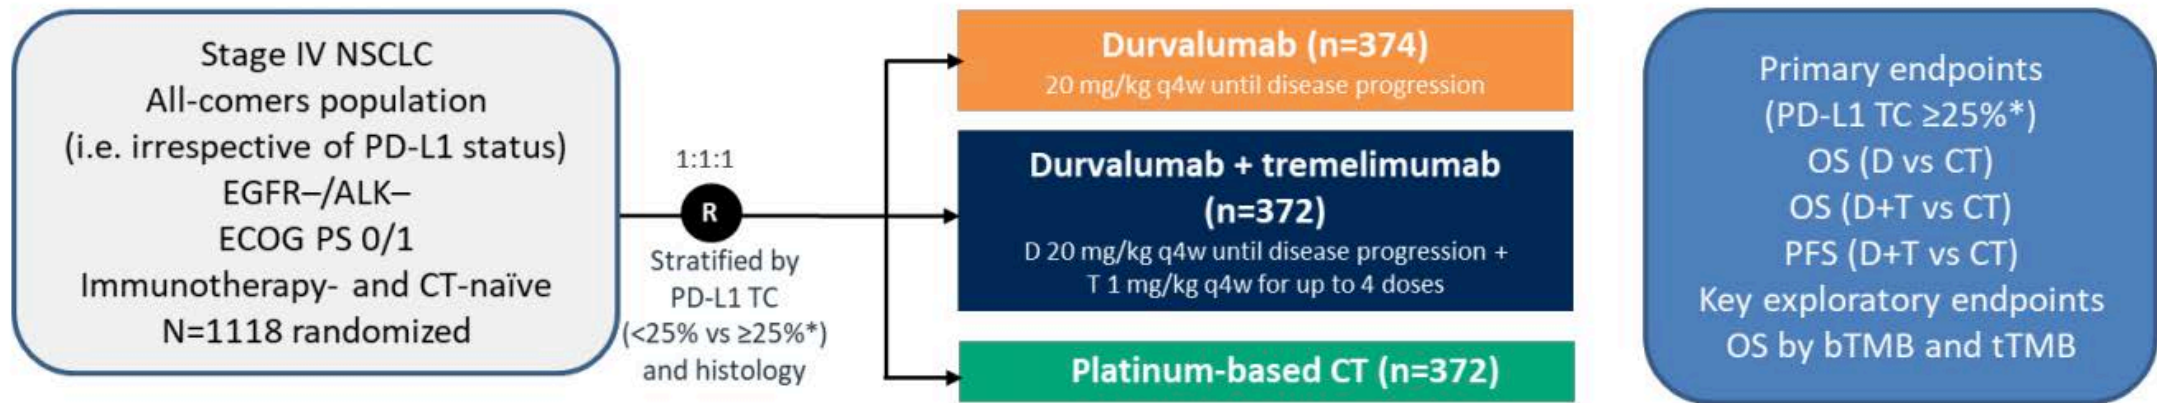 Stage IV NSCLC
All-comers population
(i.e. irrespective of PD-L1 status)
EGFR–/ALK–
ECOG PS 0/1
Immunotherapy- and CT-naïve
N=1118 randomized
1:1:1
R
Stratified by
PD-L1 TC
(<25% vs ≥25%*)
and histology
Durvalumab (n=374)
20 mg/kg q4w until disease progression
Durvalumab + tremelimumab
(n=372)
D 20 mg/kg q4w until disease progression +
T 1 mg/kg q4w for up to 4 doses
Platinum-based CT (n=372)
Primary endpoints
(PD-L1 TC ≥25%*)
OS (D vs CT)
OS (D+T vs CT)
PFS (D+T vs CT)
Key exploratory endpoints
OS by bTMB and tTMB